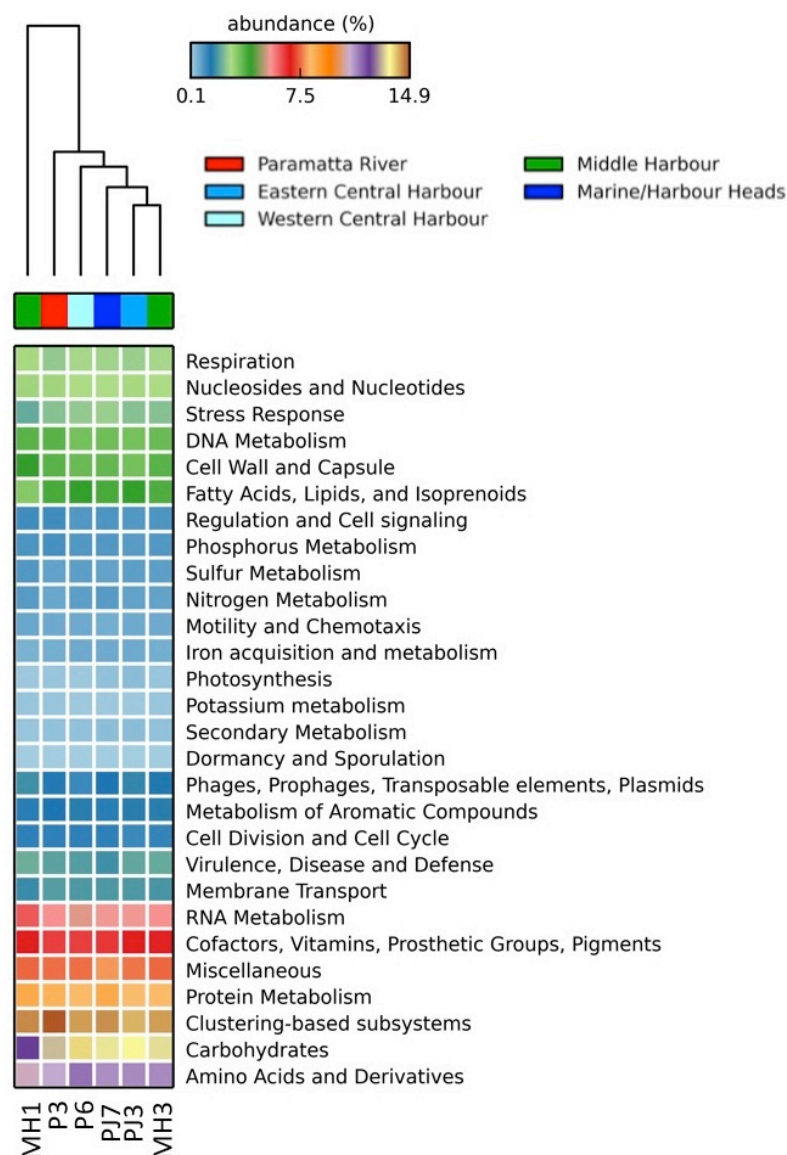 abundance (%)
0.1 7.5 14.9
Paramatta River
Middle Harbour
Eastern Central Harbour
Marine/Harbour Heads
Western Central Harbour
Respiration
Nucleosides and Nucleotides
Stress Response
DNA Metabolism
Cell Wall and Capsule
Fatty Acids, Lipids, and Isoprenoids
Regulation and Cell signaling
Phosphorus Metabolism
Sulfur Metabolism
Nitrogen Metabolism
Motility and Chemotaxis
Iron acquisition and metabolism
Photosynthesis
Potassium metabolism
Secondary Metabolism
Dormancy and Sporulation
Phages, Prophages, Transposable elements, Plasmids
Metabolism of Aromatic Compounds
Cell Division and Cell Cycle
Virulence, Disease and Defense
Membrane Transport
RNA Metabolism
Cofactors, Vitamins, Prosthetic Groups, Pigments
Miscellaneous
Protein Metabolism
Clustering-based subsystems
Carbohydrates
Amino Acids and Derivatives
MH1
P3
P6
PJ7
PJ3
MH3